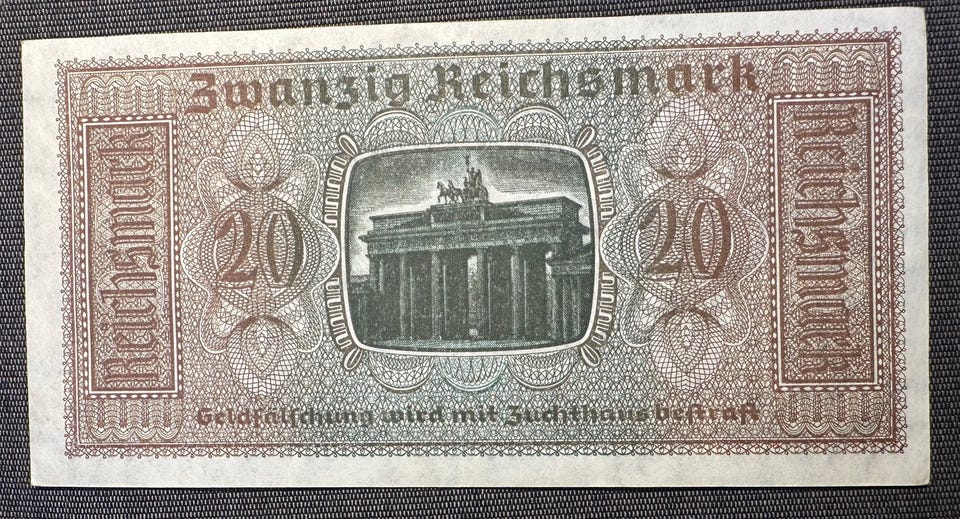 Zwanzig Reichsmark
Reichsmark
20
20
Reichsmark
Geldfälschung wird mit Zuchthaus bestraft